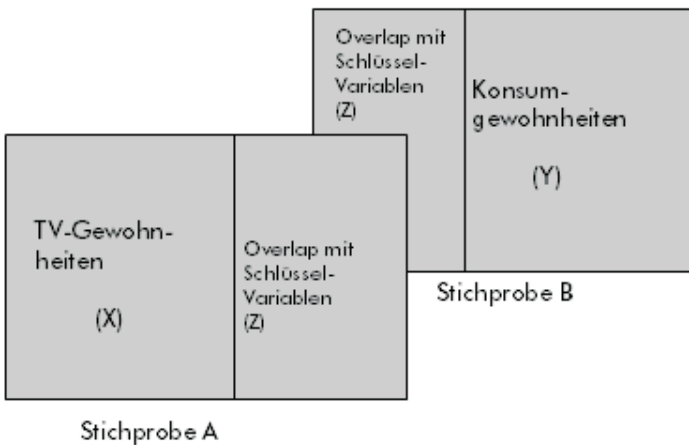 Overlap mit
Schlüssel-
Variablen
(Z)
Konsum-
gewohnheiten
(Y)
Stichprobe B
TV-Gewohn-
heiten
(X)
Overlap mit
Schlüssel-
Variablen
(Z)
Stichprobe A